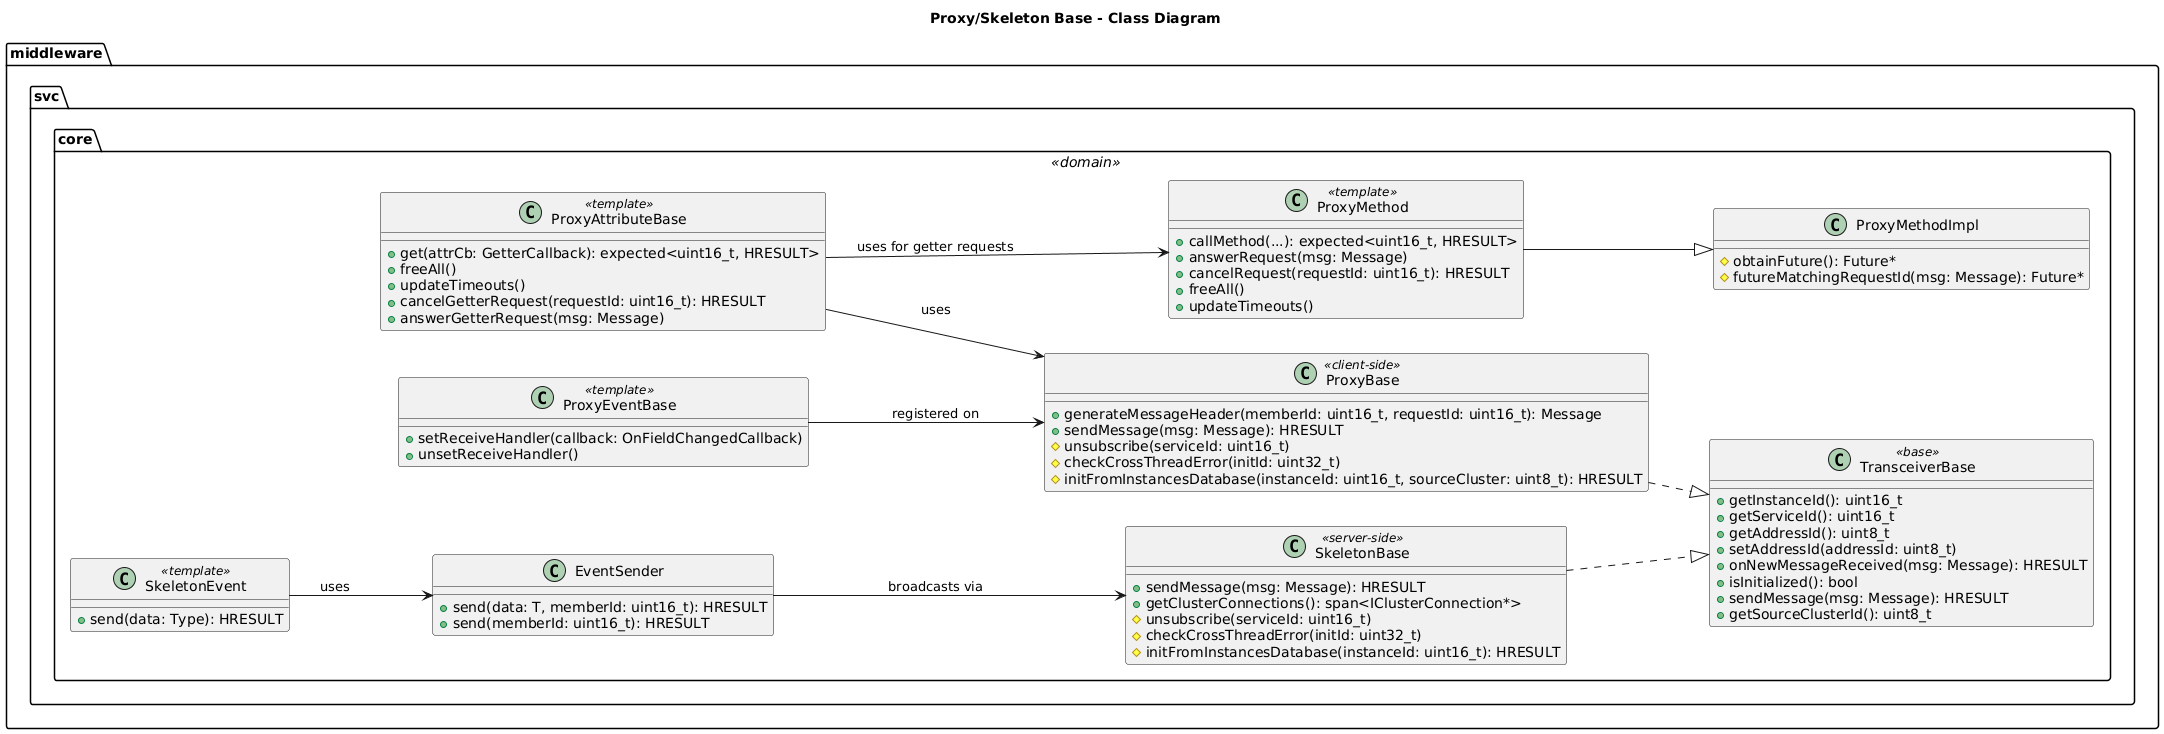 Proxy/Skeleton Base - Class Diagram
middleware
svc
core
«domain»
«template»
C ProxyAttributeBase
get(attrCb: GetterCallback): expected<uint16_t, HRESULT>
freeAll()
updateTimeouts()
cancelGetterRequest(requestId: uint16_t): HRESULT
answerGetterRequest(msg: Message)
uses for getter requests
uses
«template»
C ProxyMethod
callMethod(...): expected<uint16_t, HRESULT>
answerRequest(msg: Message)
cancelRequest(requestId: uint16_t): HRESULT
freeAll()
updateTimeouts()
C ProxyMethodImpl
obtainFuture(): Future*
futureMatchingRequestId(msg: Message): Future*
«template»
C ProxyEventBase
setReceiveHandler(callback: OnFieldChangedCallback)
unsetReceiveHandler()
registered on
«client-side»
C ProxyBase
generateMessageHeader(memberId: uint16_t, requestId: uint16_t): Message
sendMessage(msg: Message): HRESULT
unsubscribe(serviceId: uint16_t)
checkCrossThreadError(initId: uint32_t)
initFromInstancesDatabase(instanceId: uint16_t, sourceCluster: uint8_t): HRESULT
«base»
C TransceiverBase
getInstanceId(): uint16_t
getServiceId(): uint16_t
getAddressId(): uint8_t
setAddressId(addressId: uint8_t)
onNewMessageReceived(msg: Message): HRESULT
isInitialized(): bool
sendMessage(msg: Message): HRESULT
getSourceClusterId(): uint8_t
«template»
C SkeletonEvent
send(data: Type): HRESULT
uses
C EventSender
send(data: T, memberId: uint16_t): HRESULT
send(memberId: uint16_t): HRESULT
broadcasts via
«server-side»
C SkeletonBase
sendMessage(msg: Message): HRESULT
getClusterConnections(): span<IClusterConnection*>
unsubscribe(serviceId: uint16_t)
checkCrossThreadError(initId: uint32_t)
initFromInstancesDatabase(instanceId: uint16_t): HRESULT